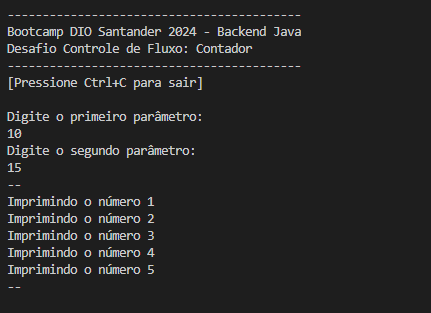 ------------------------------------------
Bootcamp DIO Santander 2024 - Backend Java
Desafio Controle de Fluxo: Contador
------------------------------------------
[Pressione Ctrl+C para sair]
Digite o primeiro parâmetro:
10
Digite o segundo parâmetro:
15
--
Imprimindo o número 1
Imprimindo o número 2
Imprimindo o número 3
Imprimindo o número 4
Imprimindo o número 5
--